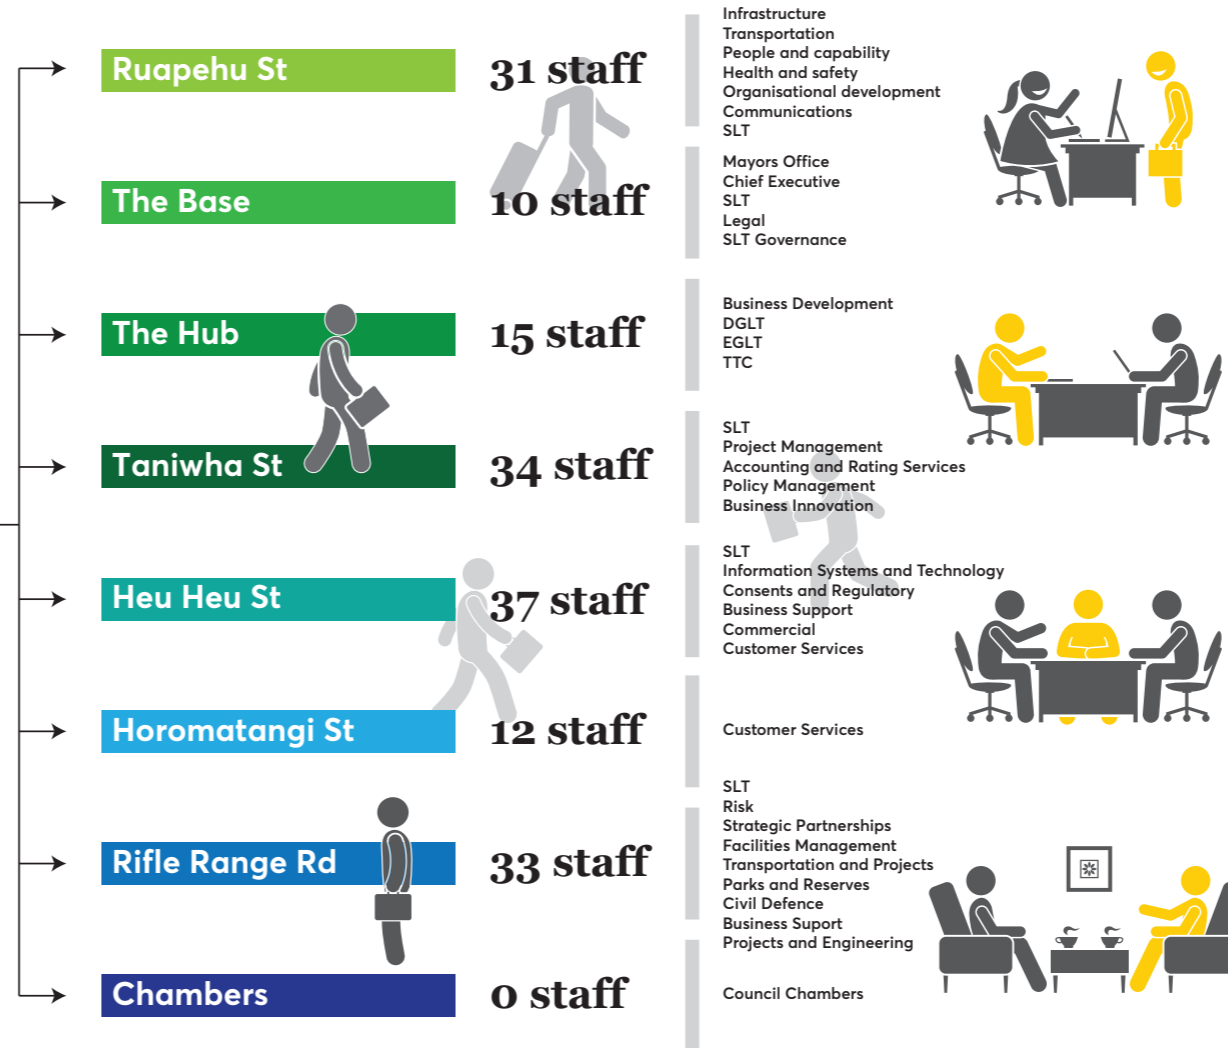 Ruapehu St
31 staff
Infrastructure
Transportation
People and capability
Health and safety
Organisational development
Communications
SLT
The Base
10 staff
Mayors Office
Chief Executive
SLT
Legal
SLT Governance
The Hub
15 staff
Business Development
DGLT
EGLT
TTC
Taniwha St
34 staff
SLT
Project Management
Accounting and Rating Services
Policy Management
Business Innovation
Heu Heu St
37 staff
SLT
Information Systems and Technology
Consents and Regulatory
Business Support
Commercial
Customer Services
Horomatangi St
12 staff
Customer Services
Rifle Range Rd
33 staff
SLT
Risk
Strategic Partnerships
Facilities Management
Transportation and Projects
Parks and Reserves
Civil Defence
Business Suport
Projects and Engineering
Chambers
0 staff
Council Chambers